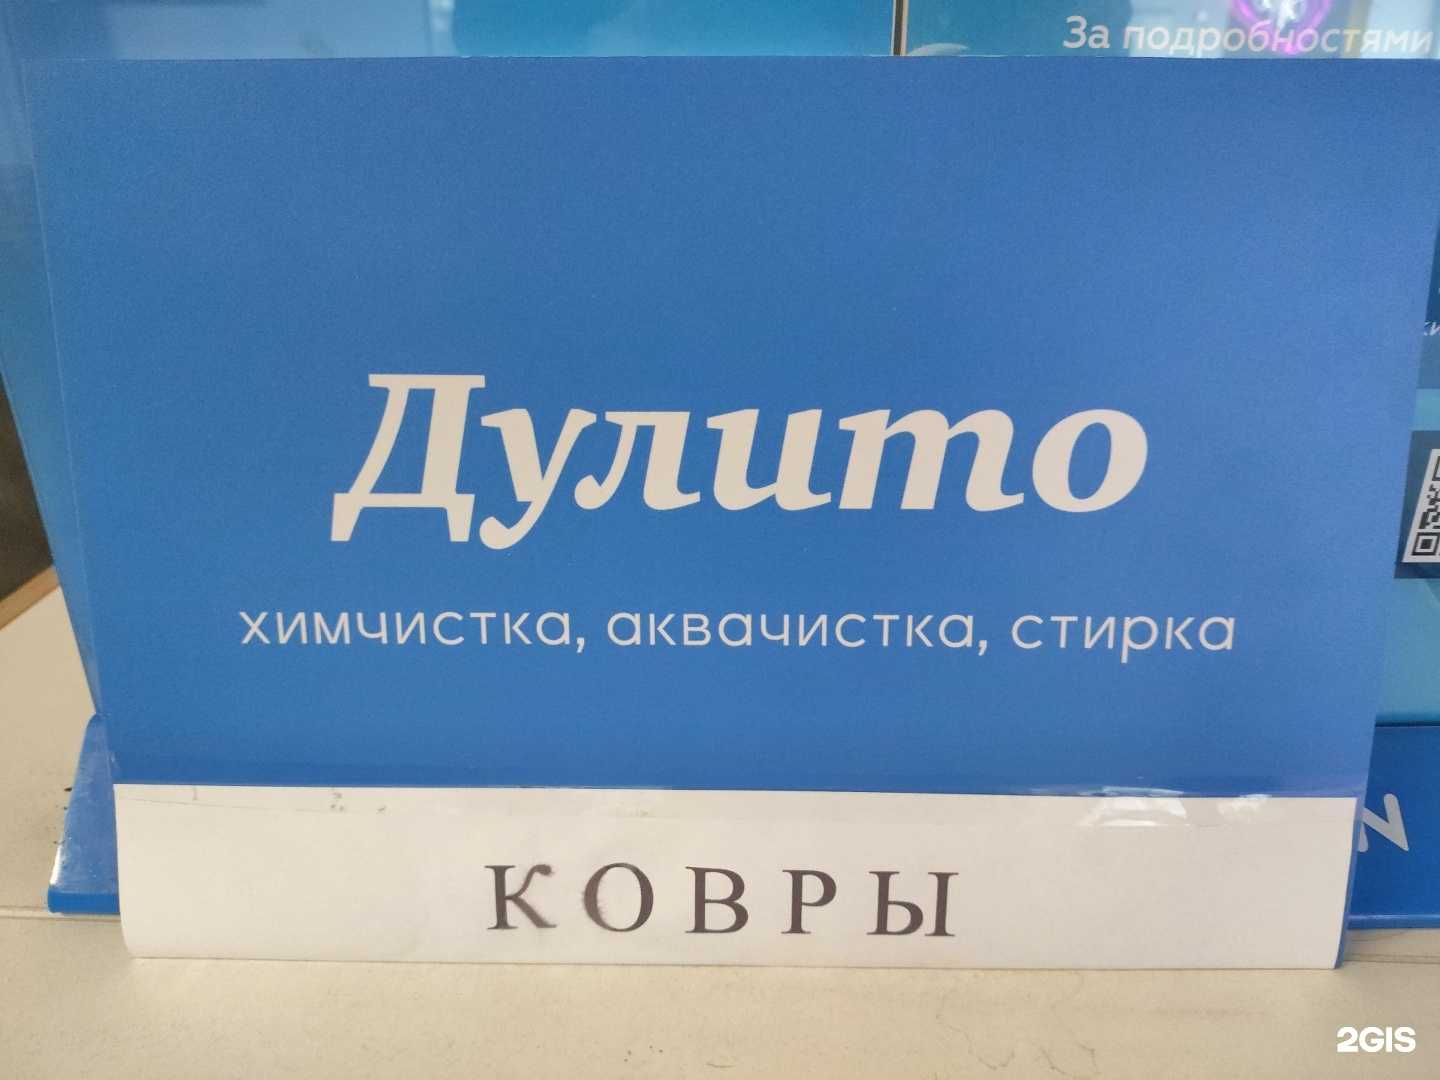 За подробностями
Дулито
химчистка, аквачистка, стирка
КОВРЫ
2GIS